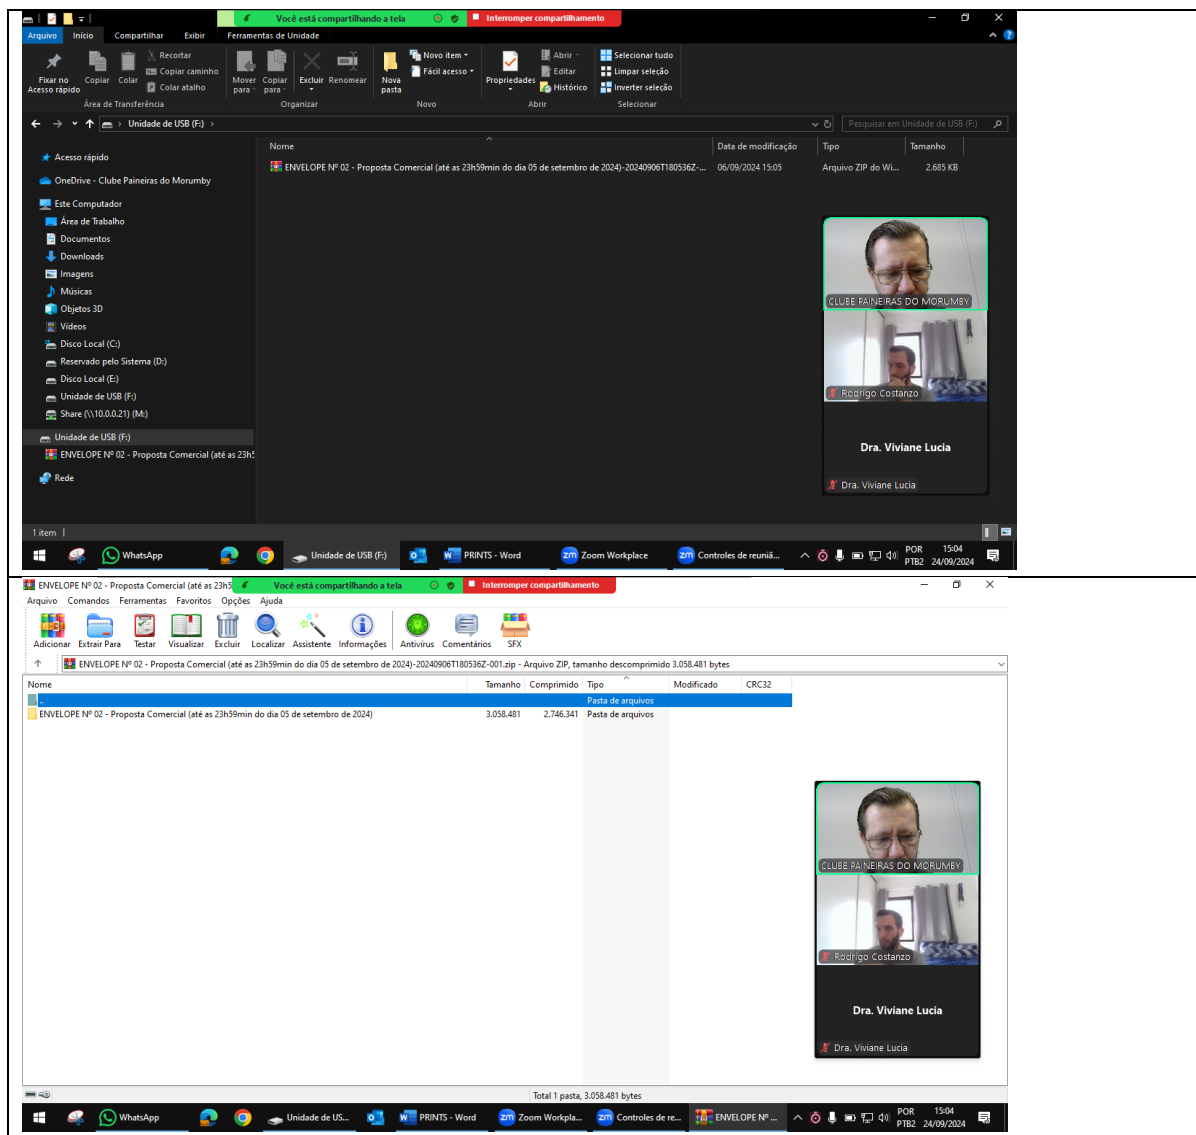 Você está compartilhando a tela
Interromper compartilhamento
Arquivo Início Compartilhar Exibir Ferramentas de Unidade
Fixar no Acesso rápido
Copiar
Colar
Recortar
Copiar caminho
Colar atalho
Mover para
Copiar para
Excluir
Renomear
Nova pasta
Novo item
Fácil acesso
Propriedades
Abrir
Editar
Histórico
Selecionar tudo
Limpar seleção
Inverter seleção
Área de Transferência Organizar Novo Abrir Selecionar
Unidade de USB (F:)
Pesquisar em Unidade de USB (F:)
Nome Data de modificação Tipo Tamanho
ENVELOPE Nº 02 - Proposta Comercial (até as 23h59min do dia 05 de setembro de 2024)-20240906T180536Z-... 06/09/2024 15:05 Arquivo ZIP do Wi... 2.685 KB
Acesso rápido
OneDrive - Clube Paineiras do Morumby
Este Computador
Área de Trabalho
Documentos
Downloads
Imagens
Músicas
Objetos 3D
Vídeos
Disco Local (C:)
Reservado pelo Sistema (D:)
Disco Local (E:)
Unidade de USB (F:)
Share (\\10.0.0.21) (M:)
Unidade de USB (F:)
ENVELOPE Nº 02 - Proposta Comercial (até as 23h5
Rede
CLUBE PAINEIRAS DO MORUMBY
Rodrigo Costanzo
Dra. Viviane Lucia
Dra. Viviane Lucia
1 item
WhatsApp Unidade de USB (F:) PRINTS - Word Zoom Workplace Controles de reuniã... POR 15:04
PTB2 24/09/2024
ENVELOPE Nº 02 - Proposta Comercial (até as 23h5
Você está compartilhando a tela
Interromper compartilhamento
Arquivo Comandos Ferramentas Favoritos Opções Ajuda
Adicionar Extrair Para Testar Visualizar Excluir Localizar Assistente Informações Antivírus Comentários SFX
ENVELOPE Nº 02 - Proposta Comercial (até as 23h59min do dia 05 de setembro de 2024)-20240906T180536Z-001.zip - Arquivo ZIP, tamanho descomprimido 3.058.481 bytes
Nome Tamanho Comprimido Tipo Modificado CRC32
.. Pasta de arquivos
ENVELOPE Nº 02 - Proposta Comercial (até as 23h59min do dia 05 de setembro de 2024) 3.058.481 2.746.341 Pasta de arquivos
CLUBE PAINEIRAS DO MORUMBY
Rodrigo Costanzo
Dra. Viviane Lucia
Dra. Viviane Lucia
Total 1 pasta, 3.058.481 bytes
WhatsApp Unidade de US... PRINTS - Word Zoom Workpla... Controles de re... ENVELOPE Nº ... POR 15:04
PTB2 24/09/2024